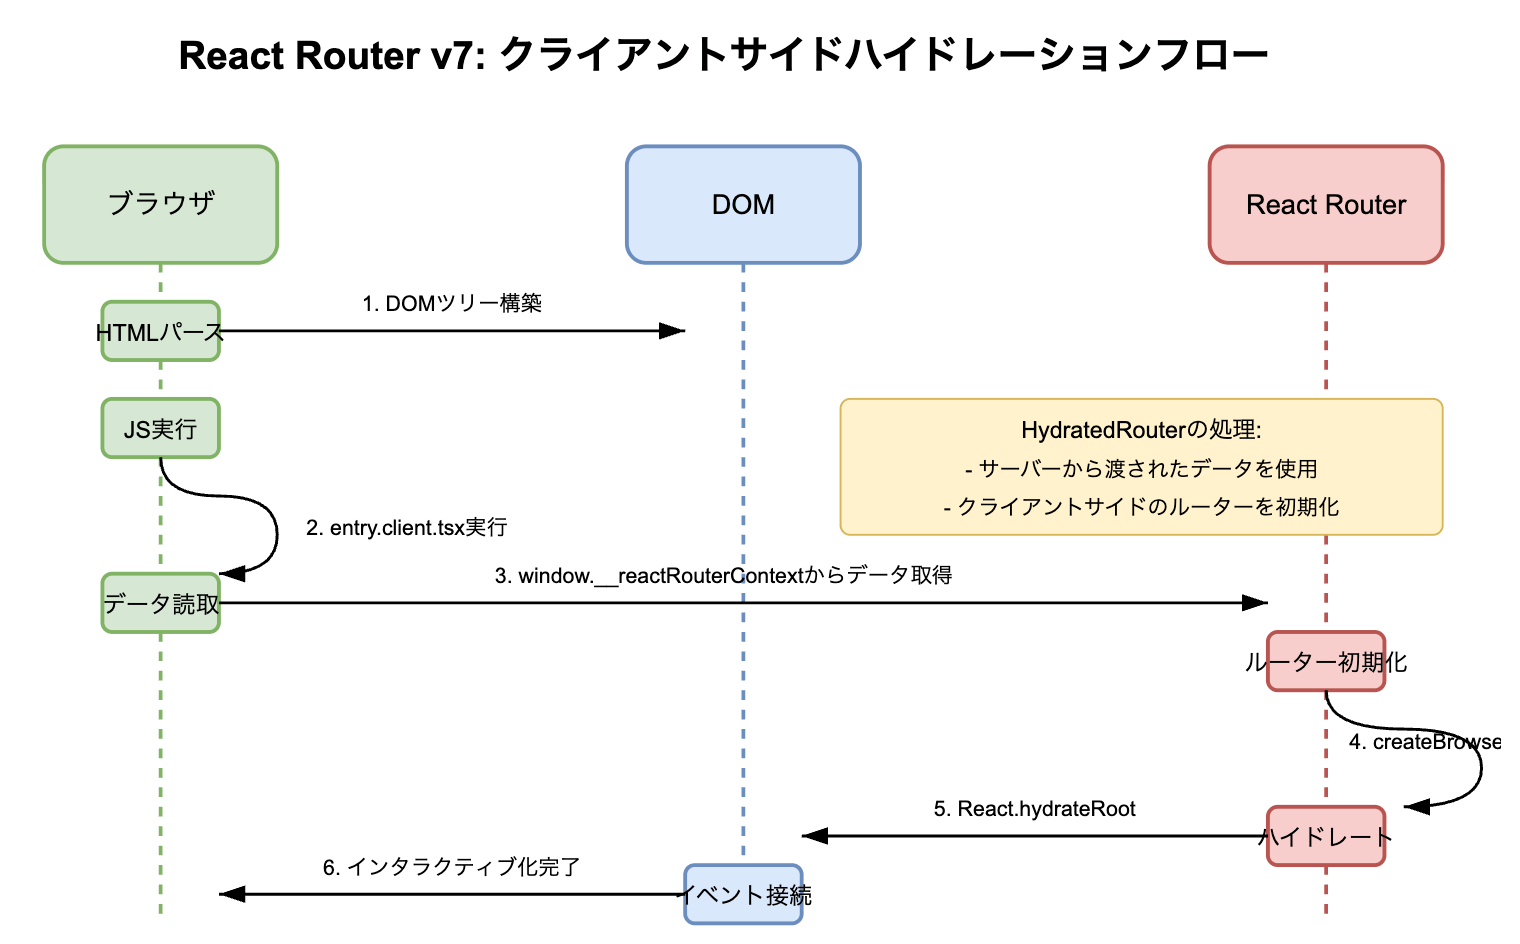 React Router v7: クライアントサイドハイドレーションフロー
ブラウザ
DOM
React Router
HTMLパース
1. DOMツリー構築
JS実行
HydratedRouterの処理:
- サーバーから渡されたデータを使用
- クライアントサイドのルーターを初期化
2. entry.client.tsx実行
3. window.__reactRouterContextからデータ取得
データ読取
ルーター初期化
4. createBrowse
5. React.hydrateRoot
ハイドレート
6. インタラクティブ化完了
イベント接続